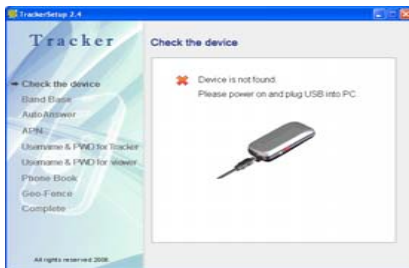 TrackerSetup 2.4
Tracker
Check the device
Band Base
AutoAnswer
APN
Username & PWD for Tracker
Username & PWD for viewer
Phone Book
Geo-Fence
Complete
All rights reserved 2008
Check the device
Device is not found.
Please power on and plug USB into PC.